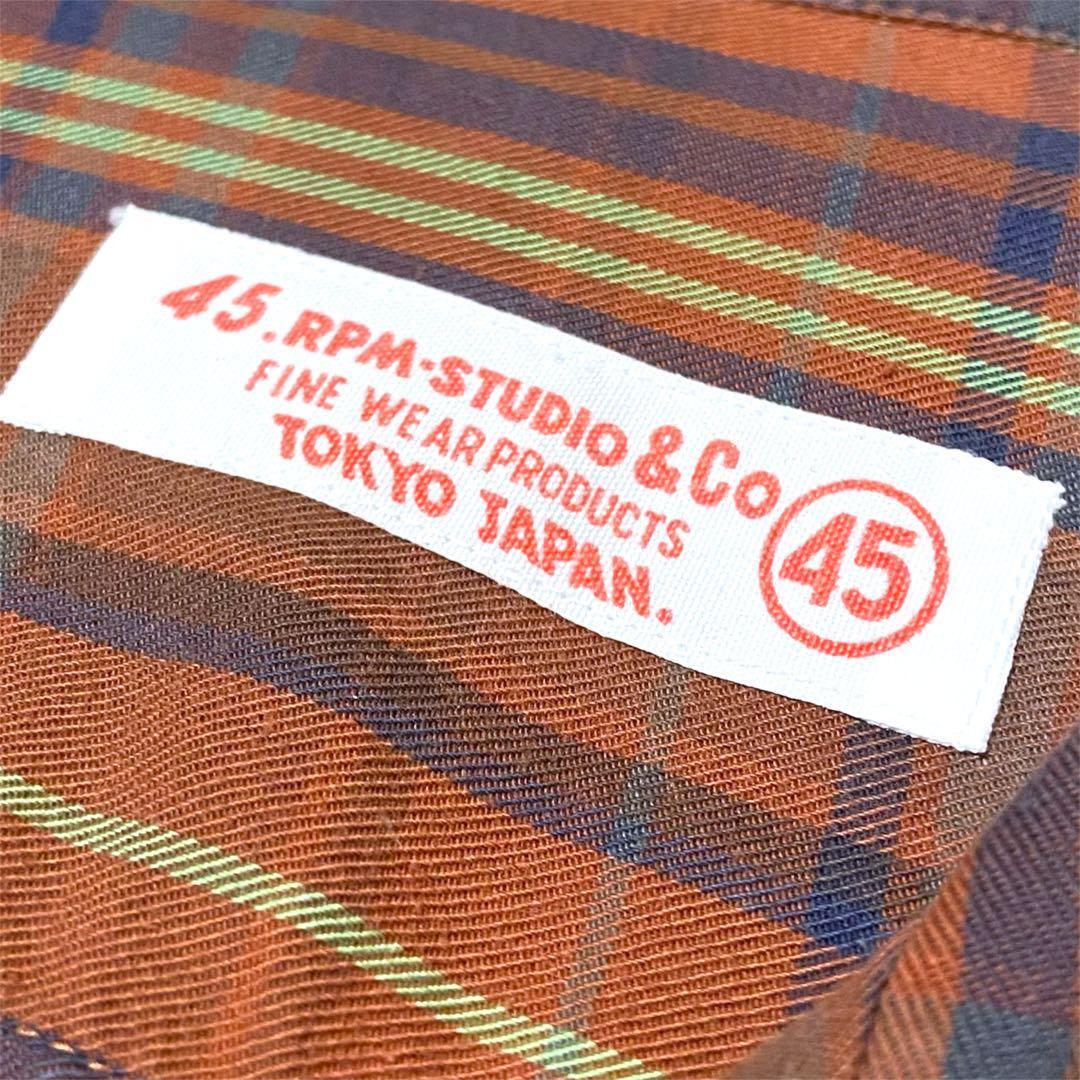 45.RPM-STUDIO&Co
FINE WEAR PRODUCTS
TOKYO JAPAN.
45